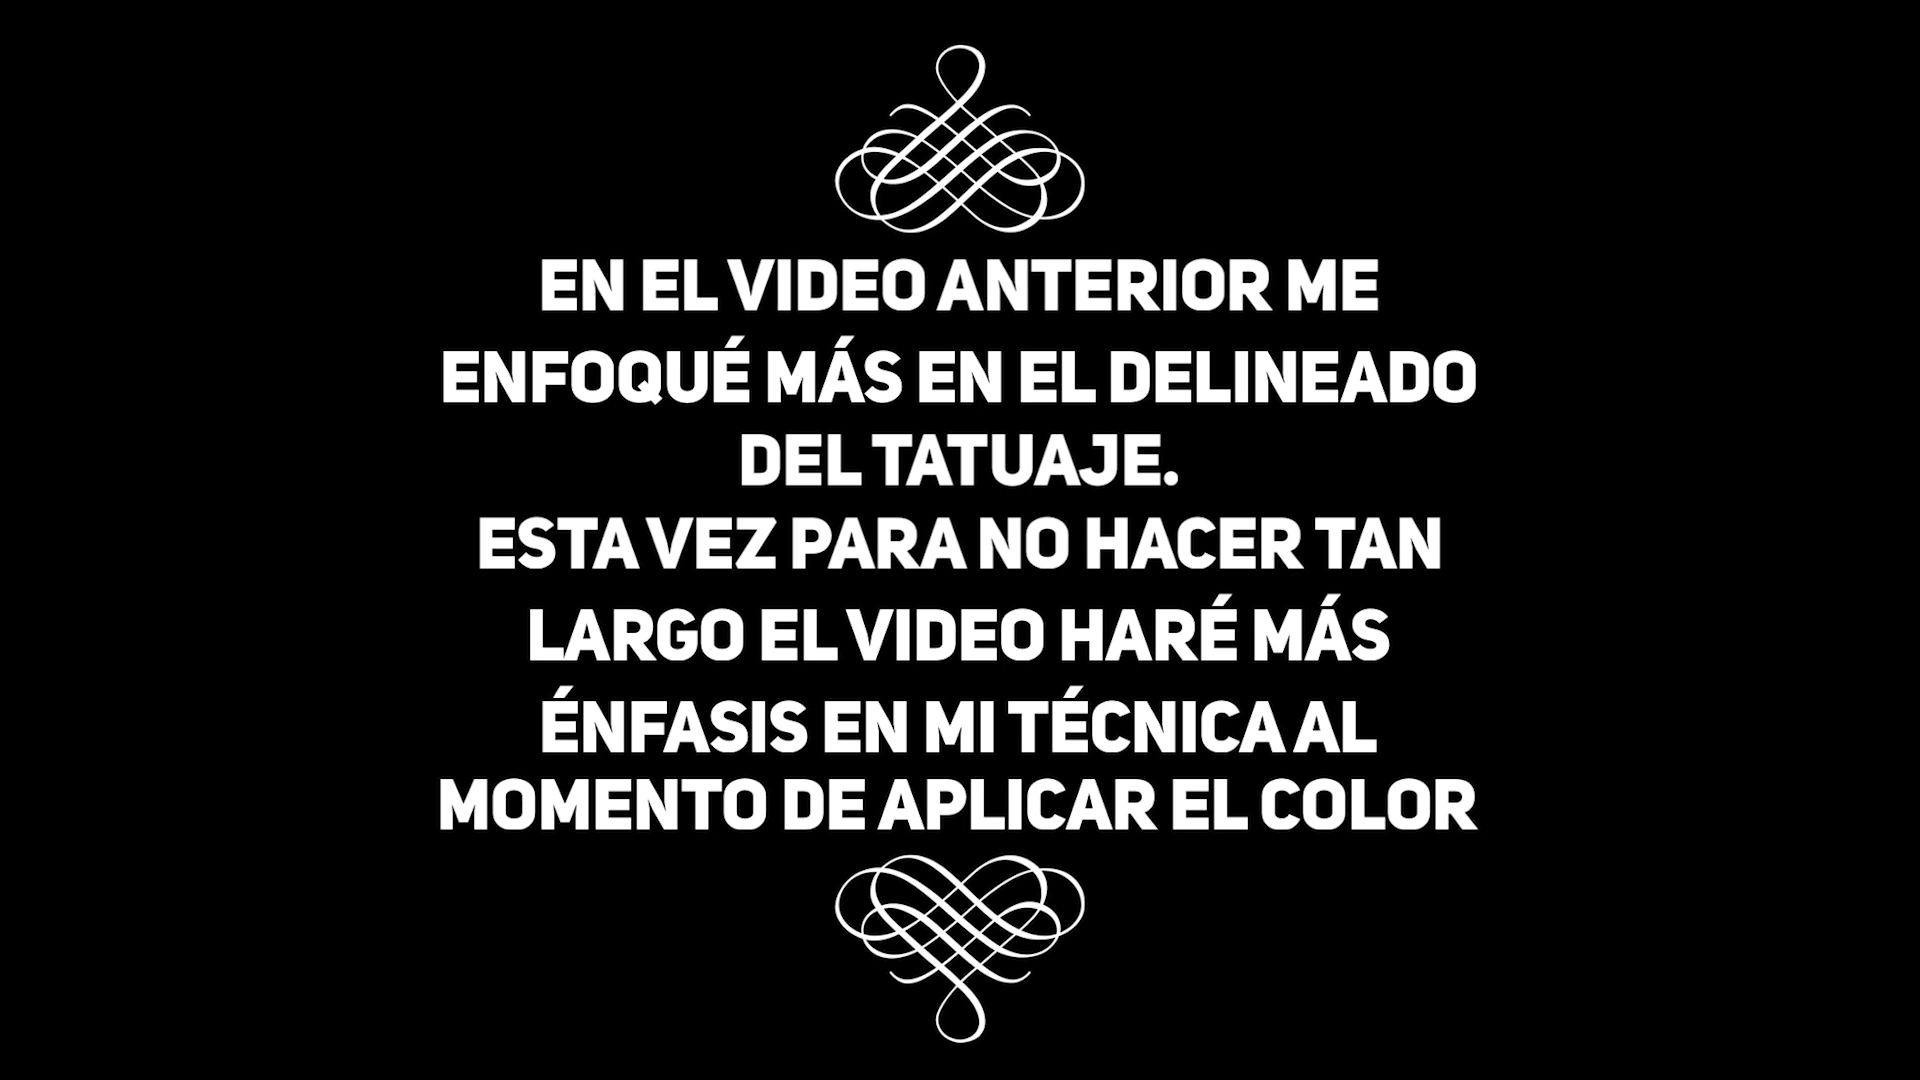 EN EL VIDEO ANTERIOR ME
ENFOQUÉ MÁS EN EL DELINEADO
DEL TATUAJE.
ESTA VEZ PARA NO HACER TAN
LARGO EL VIDEO HARÉ MÁS
ÉNFASIS EN MI TÉCNICA AL
MOMENTO DE APLICAR EL COLOR